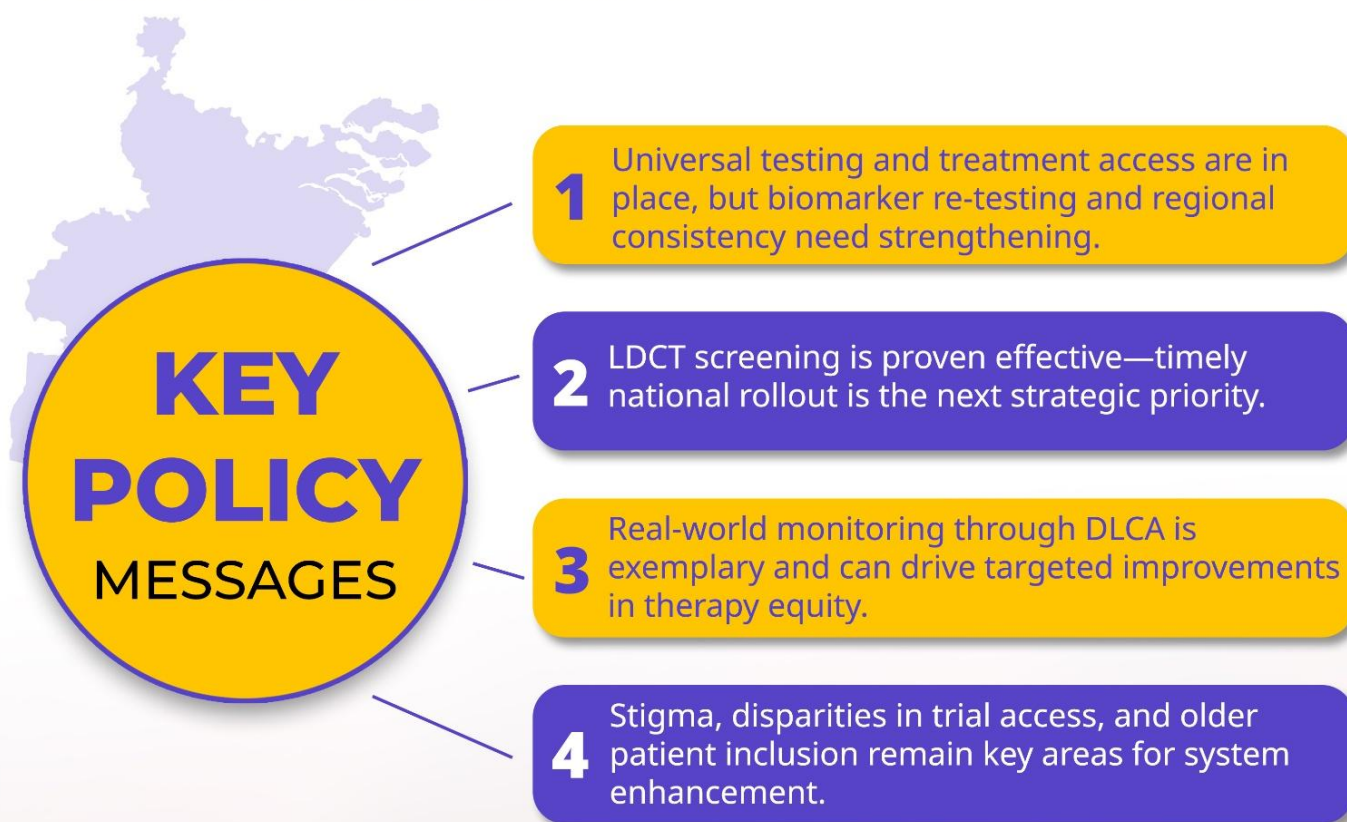 KEY
POLICY
MESSAGES
1
Universal testing and treatment access are in
place, but biomarker re-testing and regional
consistency need strengthening.
2
LDCT screening is proven effective—timely
national rollout is the next strategic priority.
3
Real-world monitoring through DLCA is
exemplary and can drive targeted improvements
in therapy equity.
4
Stigma, disparities in trial access, and older
patient inclusion remain key areas for system
enhancement.